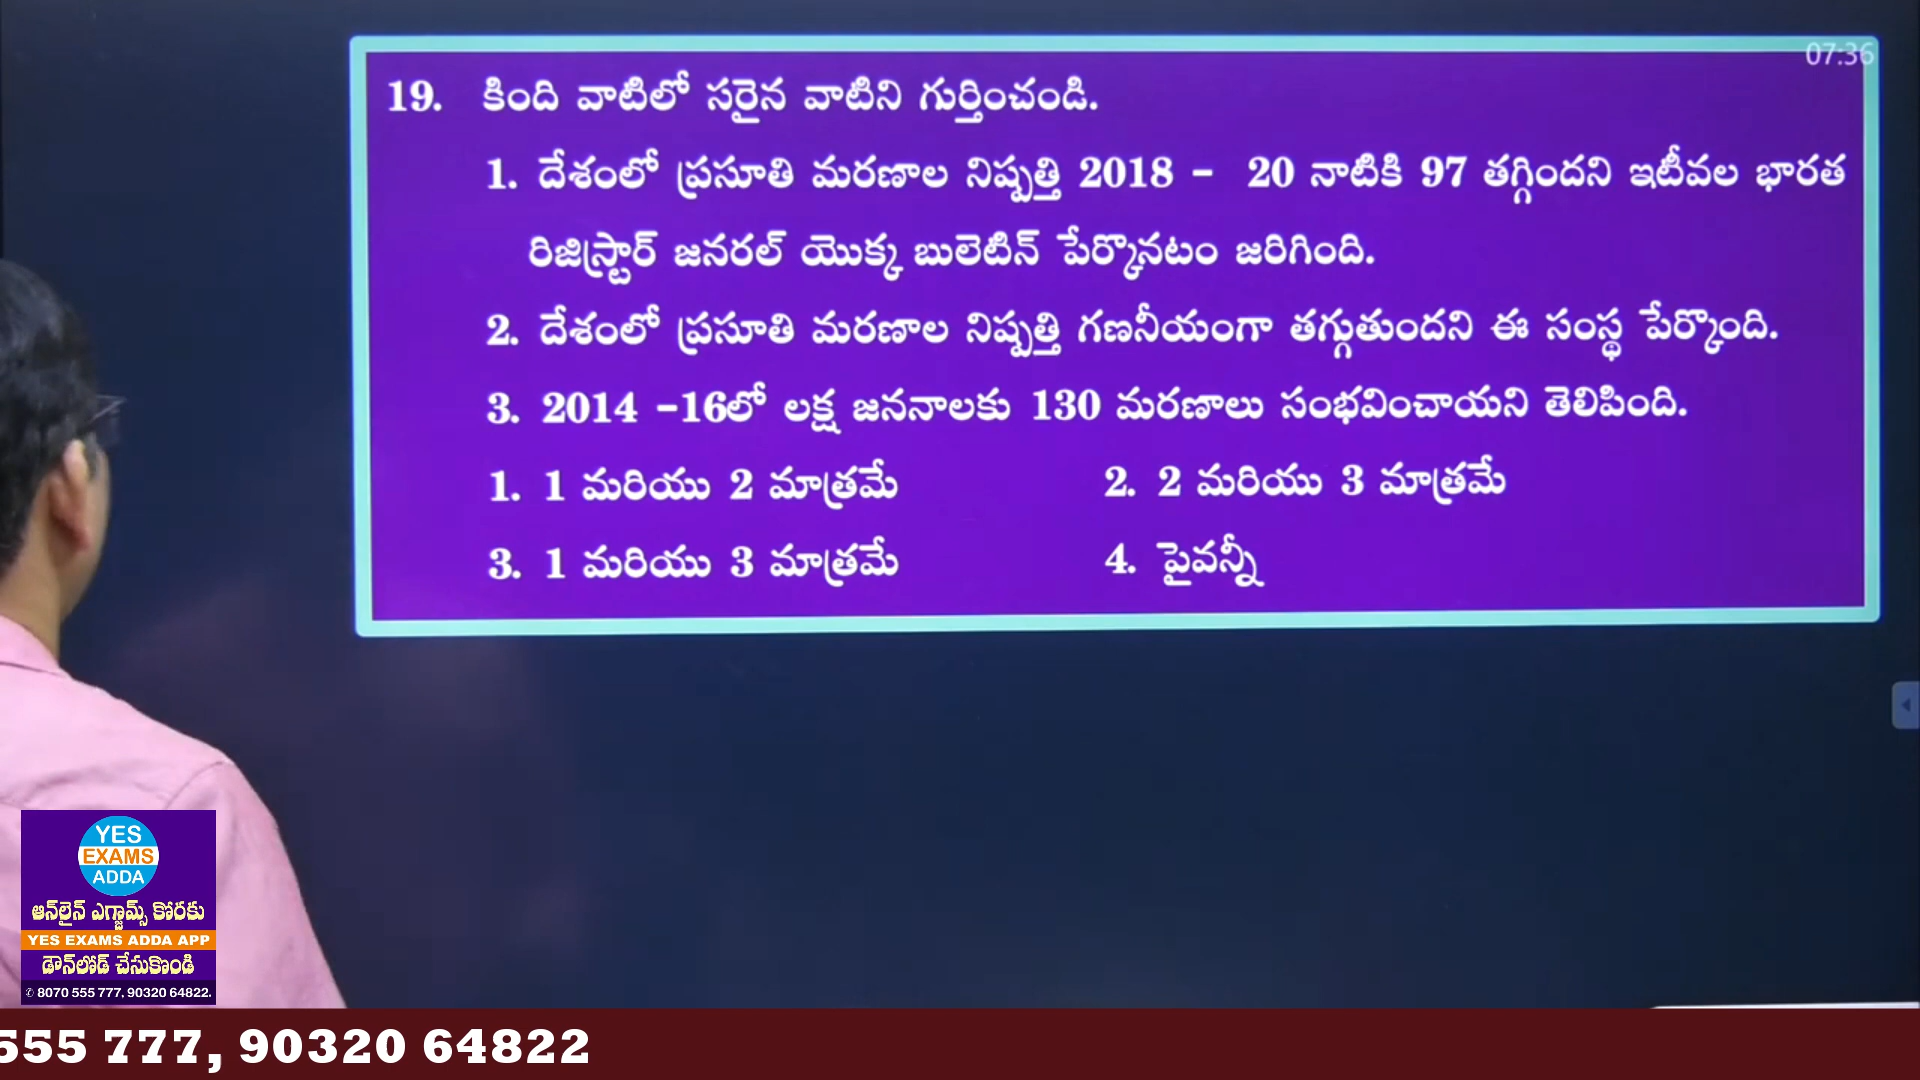 07:36
19. కింది వాటిలో సరైన వాటిని గుర్తించండి.
1. దేశంలో ప్రసూతి మరణాల నిష్పత్తి 2018 - 20 నాటికి 97 తగ్గిందని ఇటీవల భారత
రిజిస్ట్రార్ జనరల్ యొక్క బులెటిన్ పేర్కొనటం జరిగింది.
2. దేశంలో ప్రసూతి మరణాల నిష్పత్తి గణనీయంగా తగ్గుతుందని ఈ సంస్థ పేర్కొంది.
3. 2014 -16లో లక్ష జననాలకు 130 మరణాలు సంభవించాయని తెలిపింది.
1. 1 మరియు 2 మాత్రమే 2. 2 మరియు 3 మాత్రమే
3. 1 మరియు 3 మాత్రమే 4. పైవన్నీ
YES
EXAMS
ADDA
ఆన్‌లైన్ ఎగ్జామ్స్ కోరకు
YES EXAMS ADDA APP
డౌన్‌లోడ్ చేసుకొండి
✆ 8070 555 777, 90320 64822.
555 777, 90320 64822